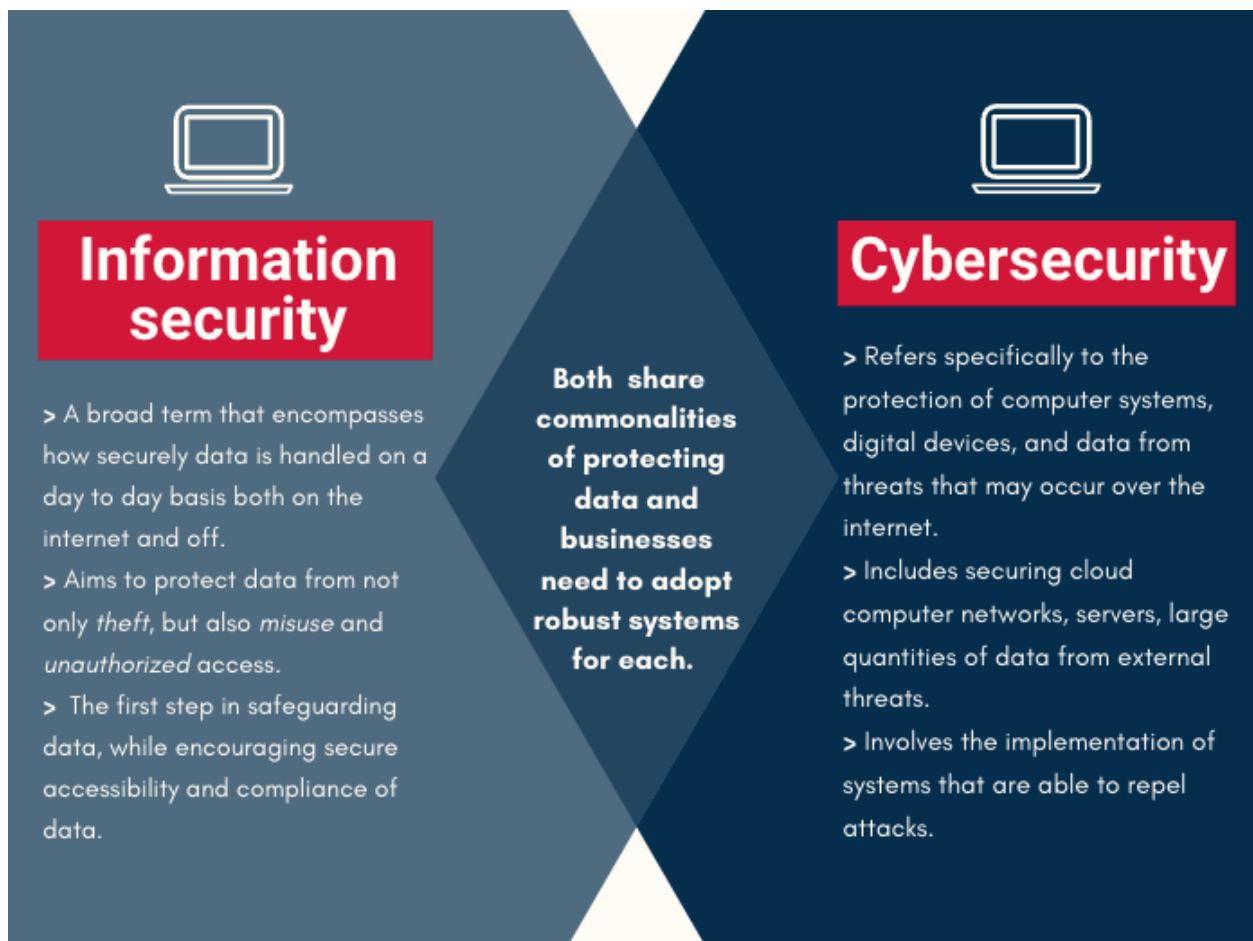 Information
security
> A broad term that encompasses
how securely data is handled on a
day to day basis both on the
internet and off.
> Aims to protect data from not
only theft, but also misuse and
unauthorized access.
> The first step in safeguarding
data, while encouraging secure
accessibility and compliance of
data.
Both share
commonalities
of protecting
data and
businesses
need to adopt
robust systems
for each.
Cybersecurity
> Refers specifically to the
protection of computer systems,
digital devices, and data from
threats that may occur over the
internet.
> Includes securing cloud
computer networks, servers, large
quantities of data from external
threats.
> Involves the implementation of
systems that are able to repel
attacks.